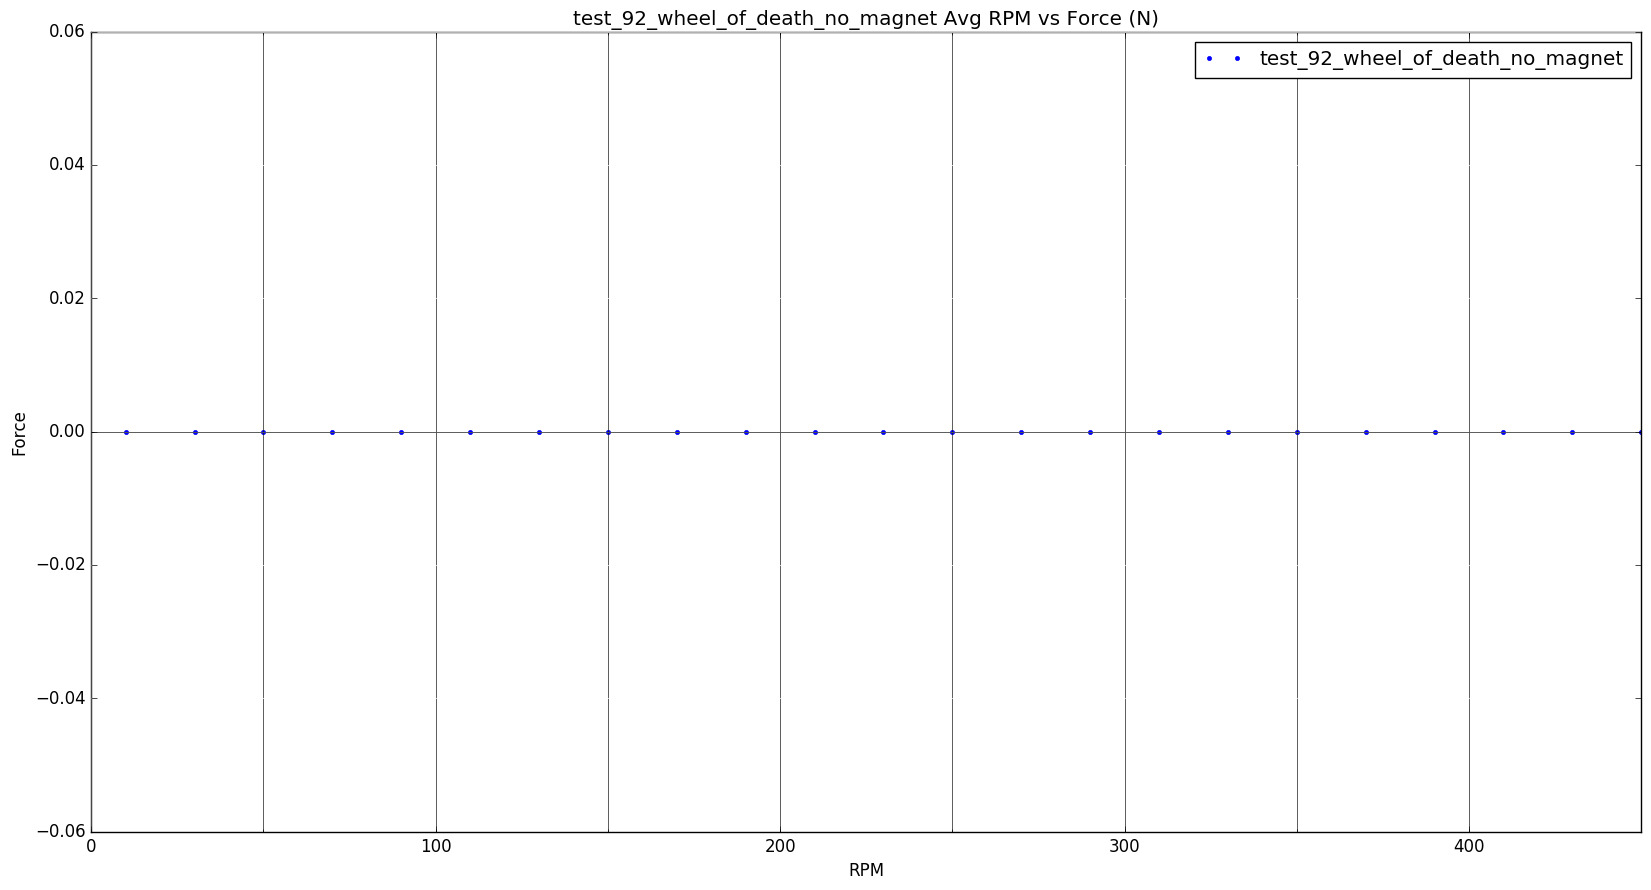 test_92_wheel_of_death_no_magnet Avg RPM vs Force (N)
test_92_wheel_of_death_no_magnet
0.06
0.04
0.02
0.00
−0.02
−0.04
−0.06
Force
0 100 200 300 400
RPM